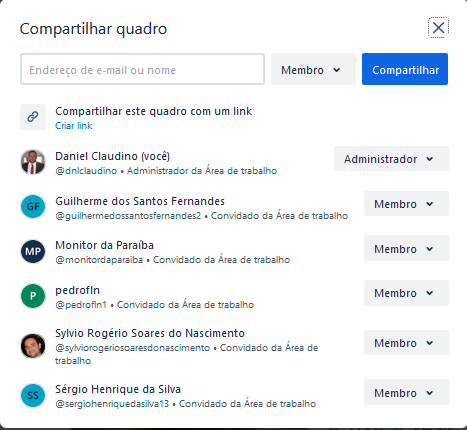 Compartilhar quadro
Endereço de e-mail ou nome
Membro
Compartilhar
Compartilhar este quadro com um link
Criar link
Daniel Claudino (você)
@dnlclaudino • Administrador da Área de trabalho
Administrador
GF
Guilherme dos Santos Fernandes
@guilhermedossantosfernandes2 • Convidado da Área de trabalho
Membro
MP
Monitor da Paraíba
@monitordaparaiba • Convidado da Área de trabalho
Membro
P
pedrofln
@pedrofln1 • Convidado da Área de trabalho
Membro
Sylvio Rogério Soares do Nascimento
@sylviorogeriosoaresdonascimento • Convidado da Área de
trabalho
Membro
SS
Sérgio Henrique da Silva
@sergiohenriquedasilva13 • Convidado da Área de trabalho
Membro